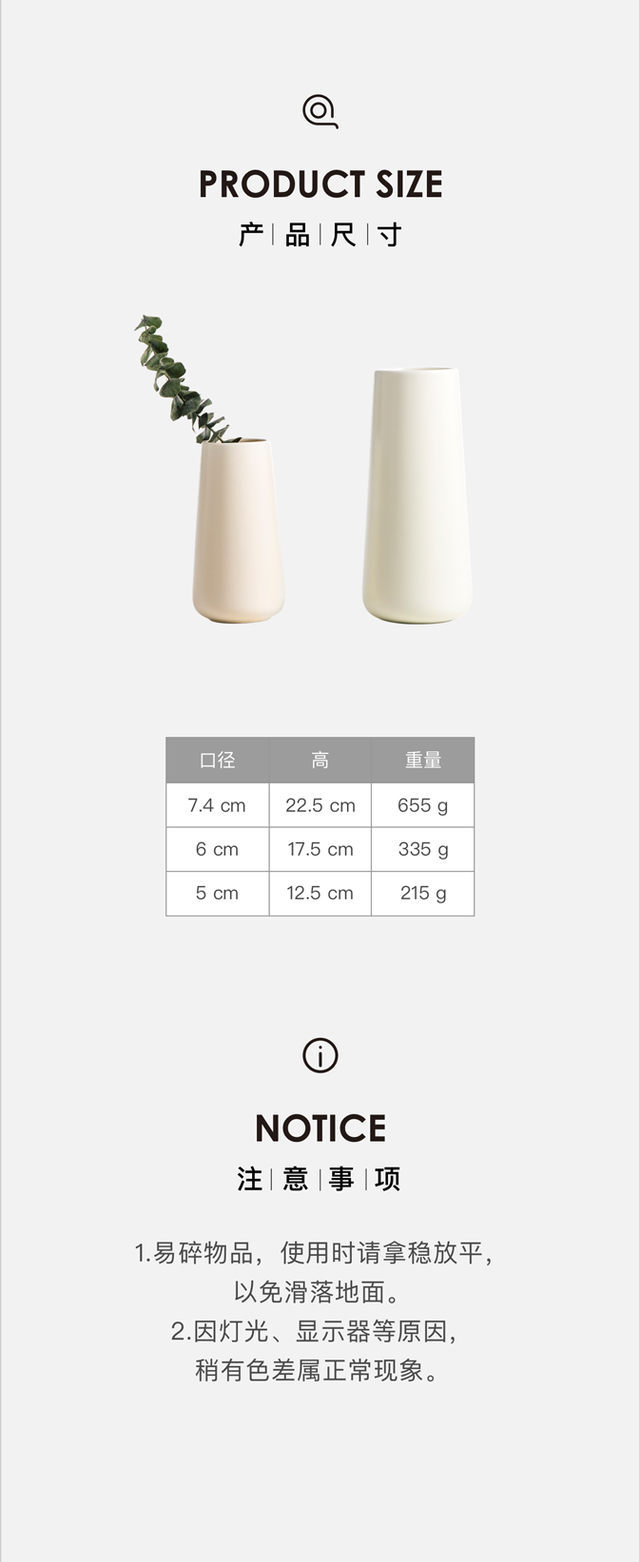 PRODUCT SIZE
产|品|尺|寸
口径 高 重量
7.4 cm 22.5 cm 655 g
6 cm 17.5 cm 335 g
5 cm 12.5 cm 215 g
NOTICE
注|意|事|项
1.易碎物品，使用时请拿稳放平，
以免滑落地面。
2.因灯光、显示器等原因，
稍有色差属正常现象。